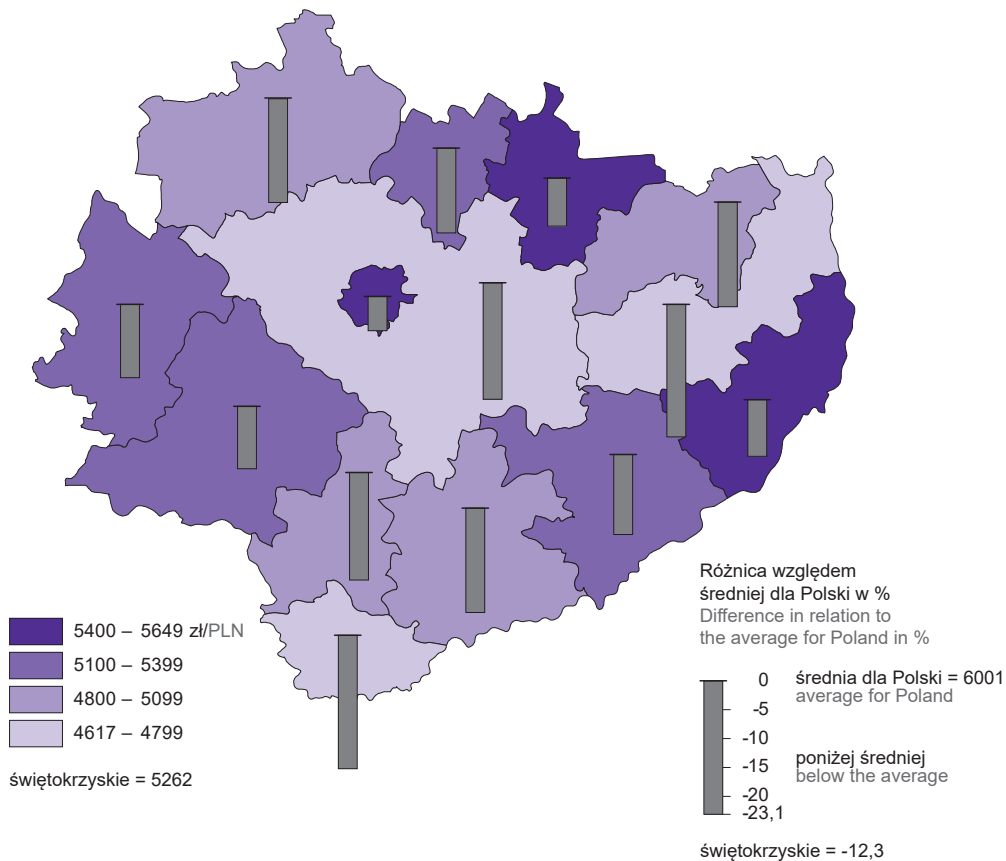 5400 – 5649 zł/PLN
5100 – 5399
4800 – 5099
4617 – 4799
świętokrzyskie = 5262
Różnica względem
średniej dla Polski w %
Difference in relation to
the average for Poland in %
0
-5
-10
-15
-20
-23,1
średnia dla Polski = 6001
average for Poland
poniżej średniej
below the average
świętokrzyskie = -12,3